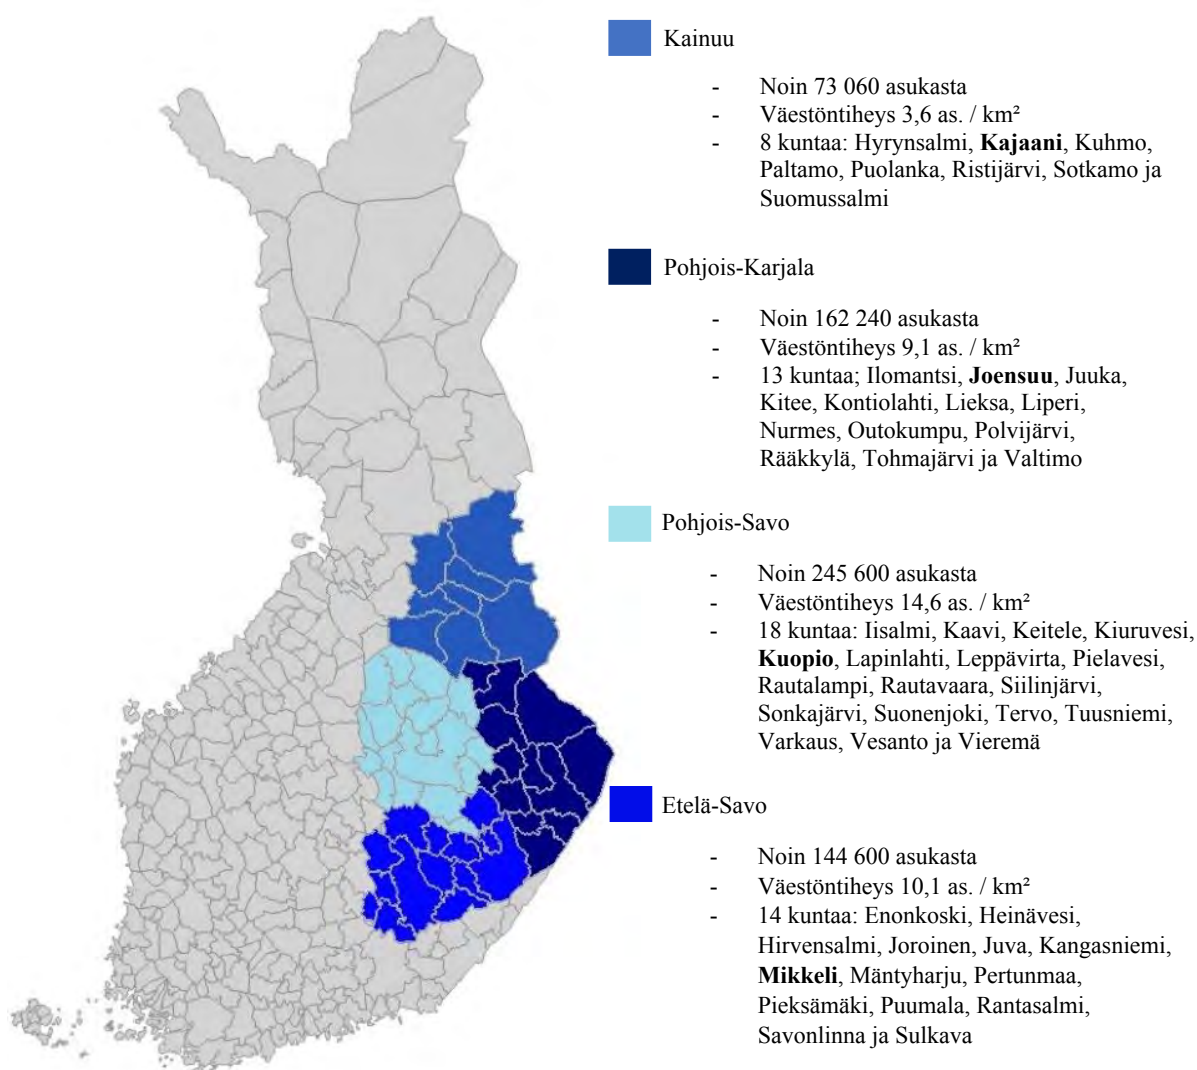 Kainuu
- Noin 73 060 asukasta
- Väestöntiheys 3,6 as. / km²
- 8 kuntaa: Hyrynsalmi, Kajaani, Kuhmo,
Paltamo, Puolanka, Ristijärvi, Sotkamo ja
Suomussalmi
Pohjois-Karjala
- Noin 162 240 asukasta
- Väestöntiheys 9,1 as. / km²
- 13 kuntaa; Ilomantsi, Joensuu, Juuka,
Kitee, Kontiolahti, Lieksa, Liperi,
Nurmes, Outokumpu, Polvijärvi,
Rääkkylä, Tohmajärvi ja Valtimo
Pohjois-Savo
- Noin 245 600 asukasta
- Väestöntiheys 14,6 as. / km²
- 18 kuntaa: Iisalmi, Kaavi, Keitele, Kiuruvesi,
Kuopio, Lapinlahti, Leppävirta, Pielavesi,
Rautalampi, Rautavaara, Siilinjärvi,
Sonkajärvi, Suonenjoki, Tervo, Tuusniemi,
Varkaus, Vesanto ja Vieremä
Etelä-Savo
- Noin 144 600 asukasta
- Väestöntiheys 10,1 as. / km²
- 14 kuntaa: Enonkoski, Heinävesi,
Hirvensalmi, Joroinen, Juva, Kangasniemi,
Mikkeli, Mäntyharju, Pertunmaa,
Pieksämäki, Puumala, Rantasalmi,
Savonlinna ja Sulkava